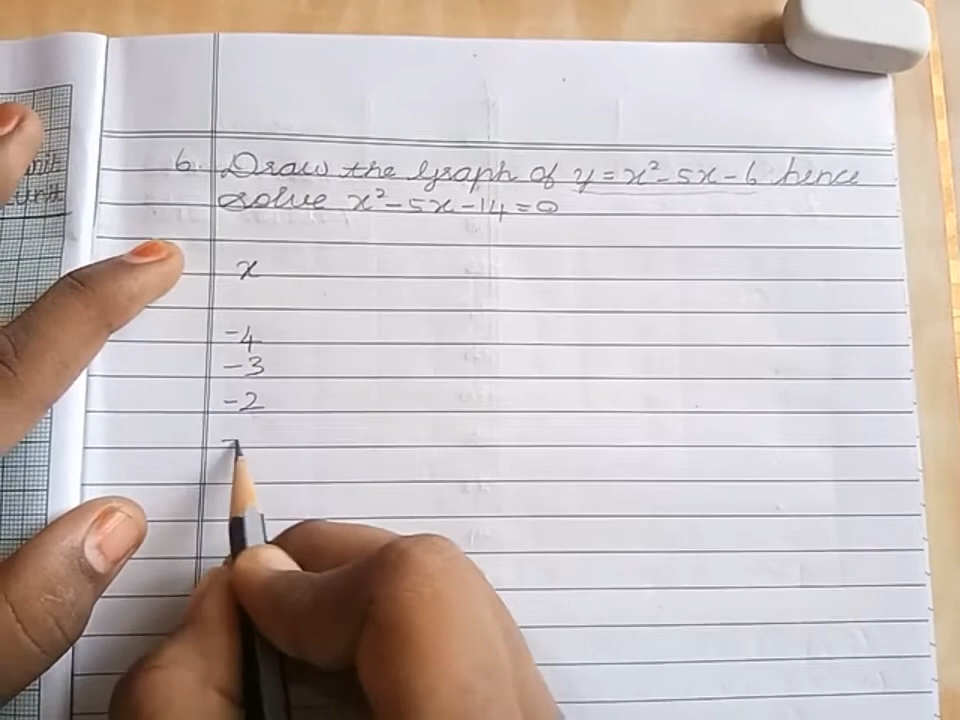 6. Draw the graph of y = x² - 5x - 6 hence
solve x² - 5x - 14 = 0
x
-4
-3
-2
-